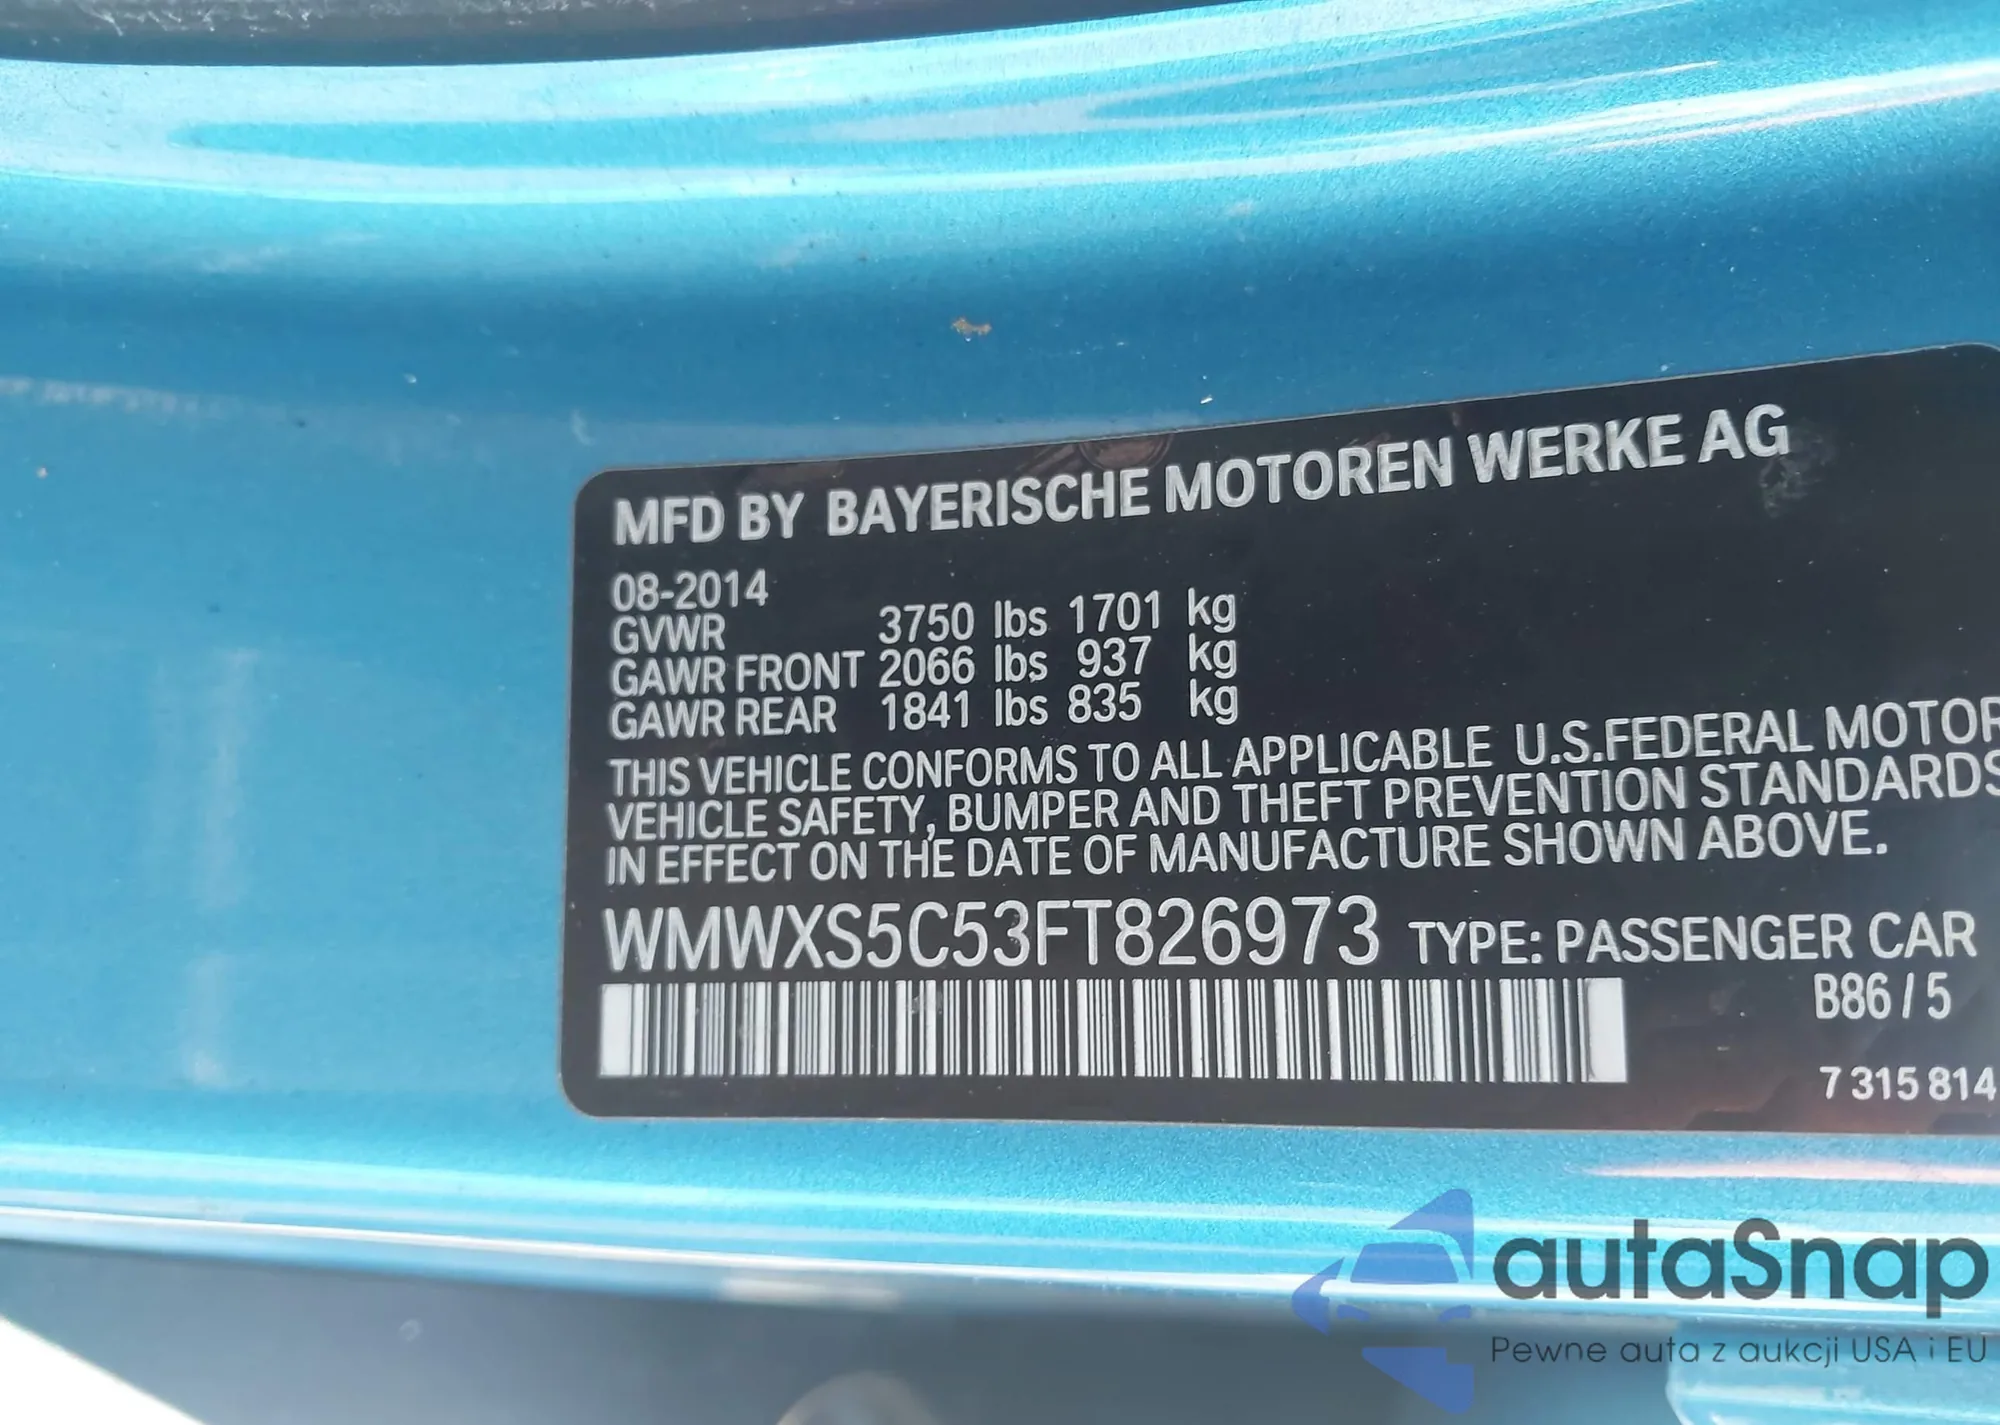 MFD BY BAYERISCHE MOTOREN WERKE AG
08-2014
GVWR 3750 lbs 1701 kg
GAWR FRONT 2066 lbs 937 kg
GAWR REAR 1841 lbs 835 kg
THIS VEHICLE CONFORMS TO ALL APPLICABLE U.S.FEDERAL MOTOR
VEHICLE SAFETY, BUMPER AND THEFT PREVENTION STANDARDS
IN EFFECT ON THE DATE OF MANUFACTURE SHOWN ABOVE.
WMWXS5C53FT826973 TYPE: PASSENGER CAR
B86 / 5
7 315 814
autaSnap
Pewne auta z aukcji USA i EU